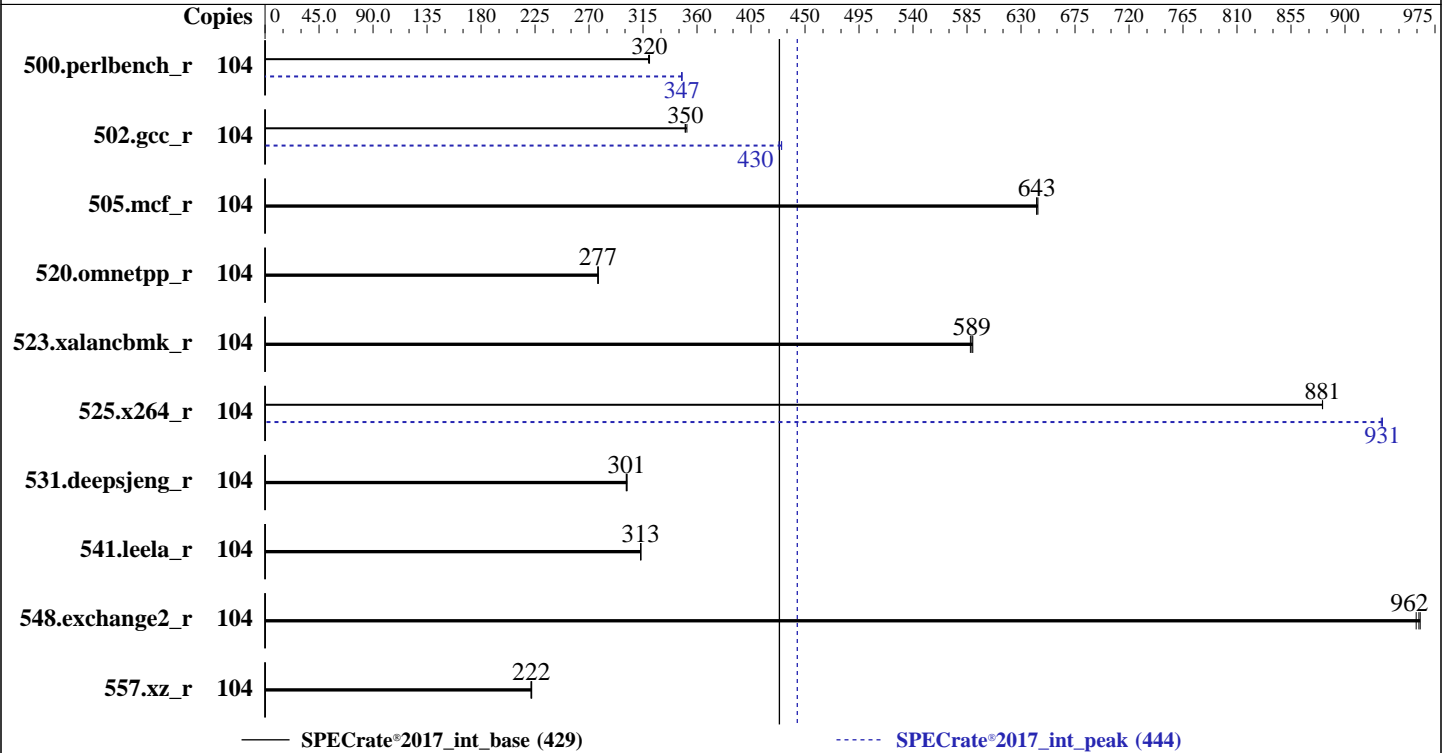 Copies 0 45.0 90.0 135 180 225 270 315 360 405 450 495 540 585 630 675 720 765 810 855 900 975
320
500.perlbench_r 104
347
350
502.gcc_r 104
430
643
505.mcf_r 104
277
520.omnetpp_r 104
589
523.xalancbmk_r 104
881
525.x264_r 104
931
301
531.deepsjeng_r 104
313
541.leela_r 104
962
548.exchange2_r 104
222
557.xz_r 104
SPECrate®2017_int_base (429) SPECrate®2017_int_peak (444)